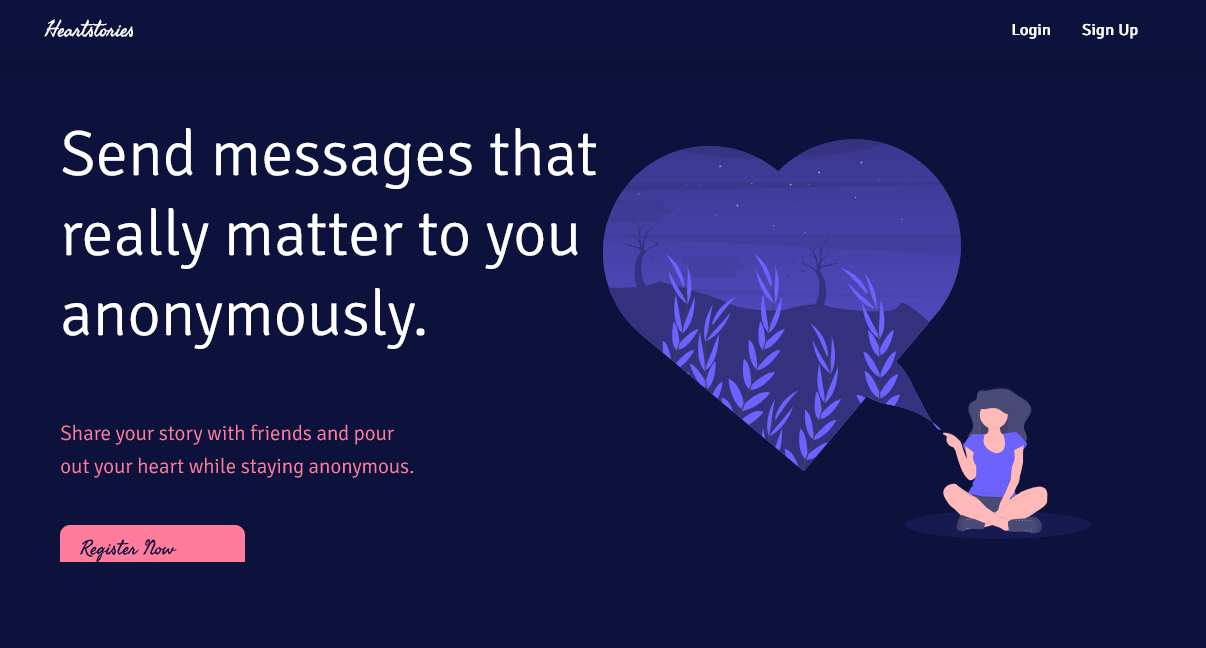 Heartstories
Login
Sign Up
Send messages that
really matter to you
anonymously.
Share your story with friends and pour
out your heart while staying anonymous.
Register Now